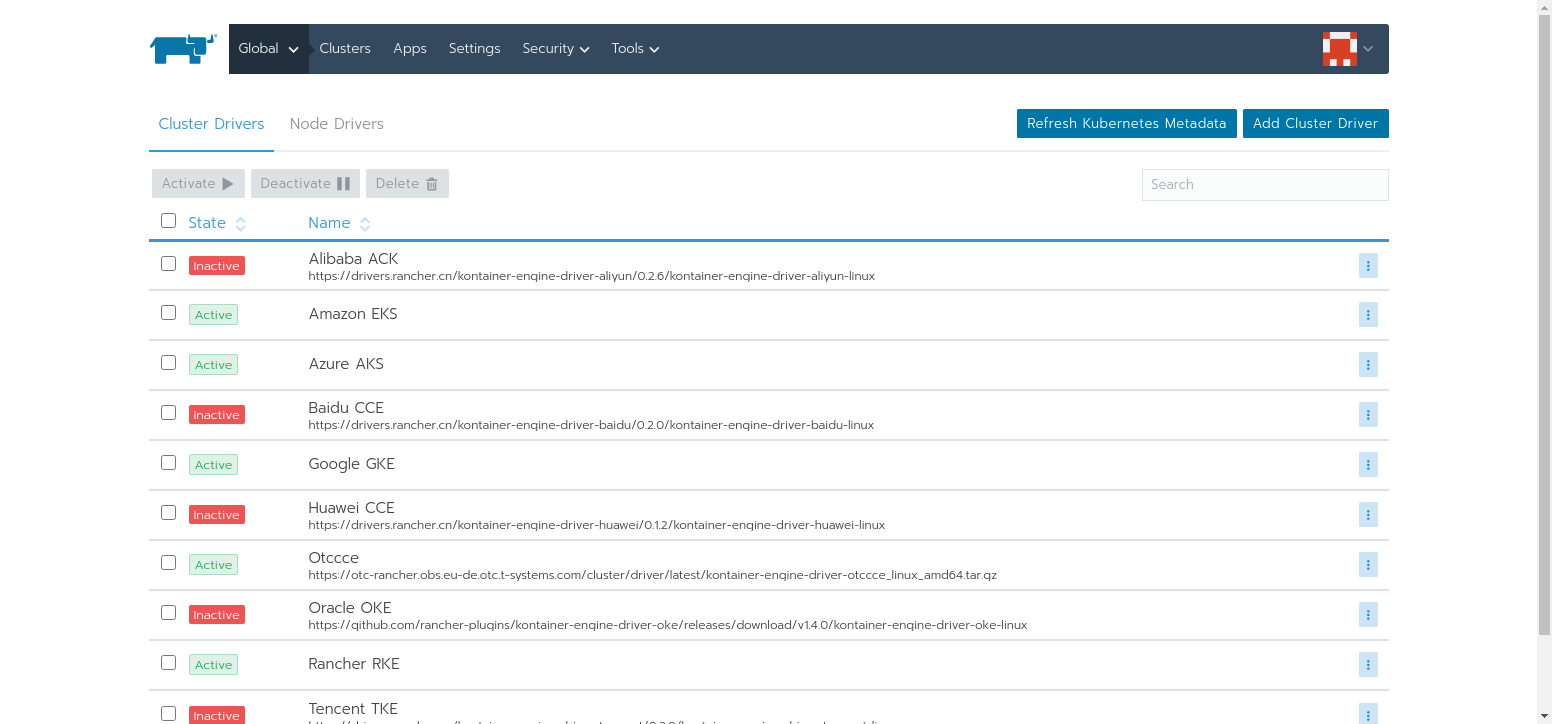 Global
Clusters
Apps
Settings
Security
Tools
Cluster Drivers
Node Drivers
Refresh Kubernetes Metadata
Add Cluster Driver
Activate
Deactivate
Delete
Search
State
Name
Inactive
Alibaba ACK
https://drivers.rancher.cn/kontainer-engine-driver-aliyun/0.2.6/kontainer-engine-driver-aliyun-linux
Active
Amazon EKS
Active
Azure AKS
Inactive
Baidu CCE
https://drivers.rancher.cn/kontainer-engine-driver-baidu/0.2.0/kontainer-engine-driver-baidu-linux
Active
Google GKE
Inactive
Huawei CCE
https://drivers.rancher.cn/kontainer-engine-driver-huawei/0.1.2/kontainer-engine-driver-huawei-linux
Active
Otccce
https://otc-rancher.obs.eu-de.otc.t-systems.com/cluster/driver/latest/kontainer-engine-driver-otccce_linux_amd64.tar.gz
Inactive
Oracle OKE
https://github.com/rancher-plugins/kontainer-engine-driver-oke/releases/download/v1.4.0/kontainer-engine-driver-oke-linux
Active
Rancher RKE
Inactive
Tencent TKE